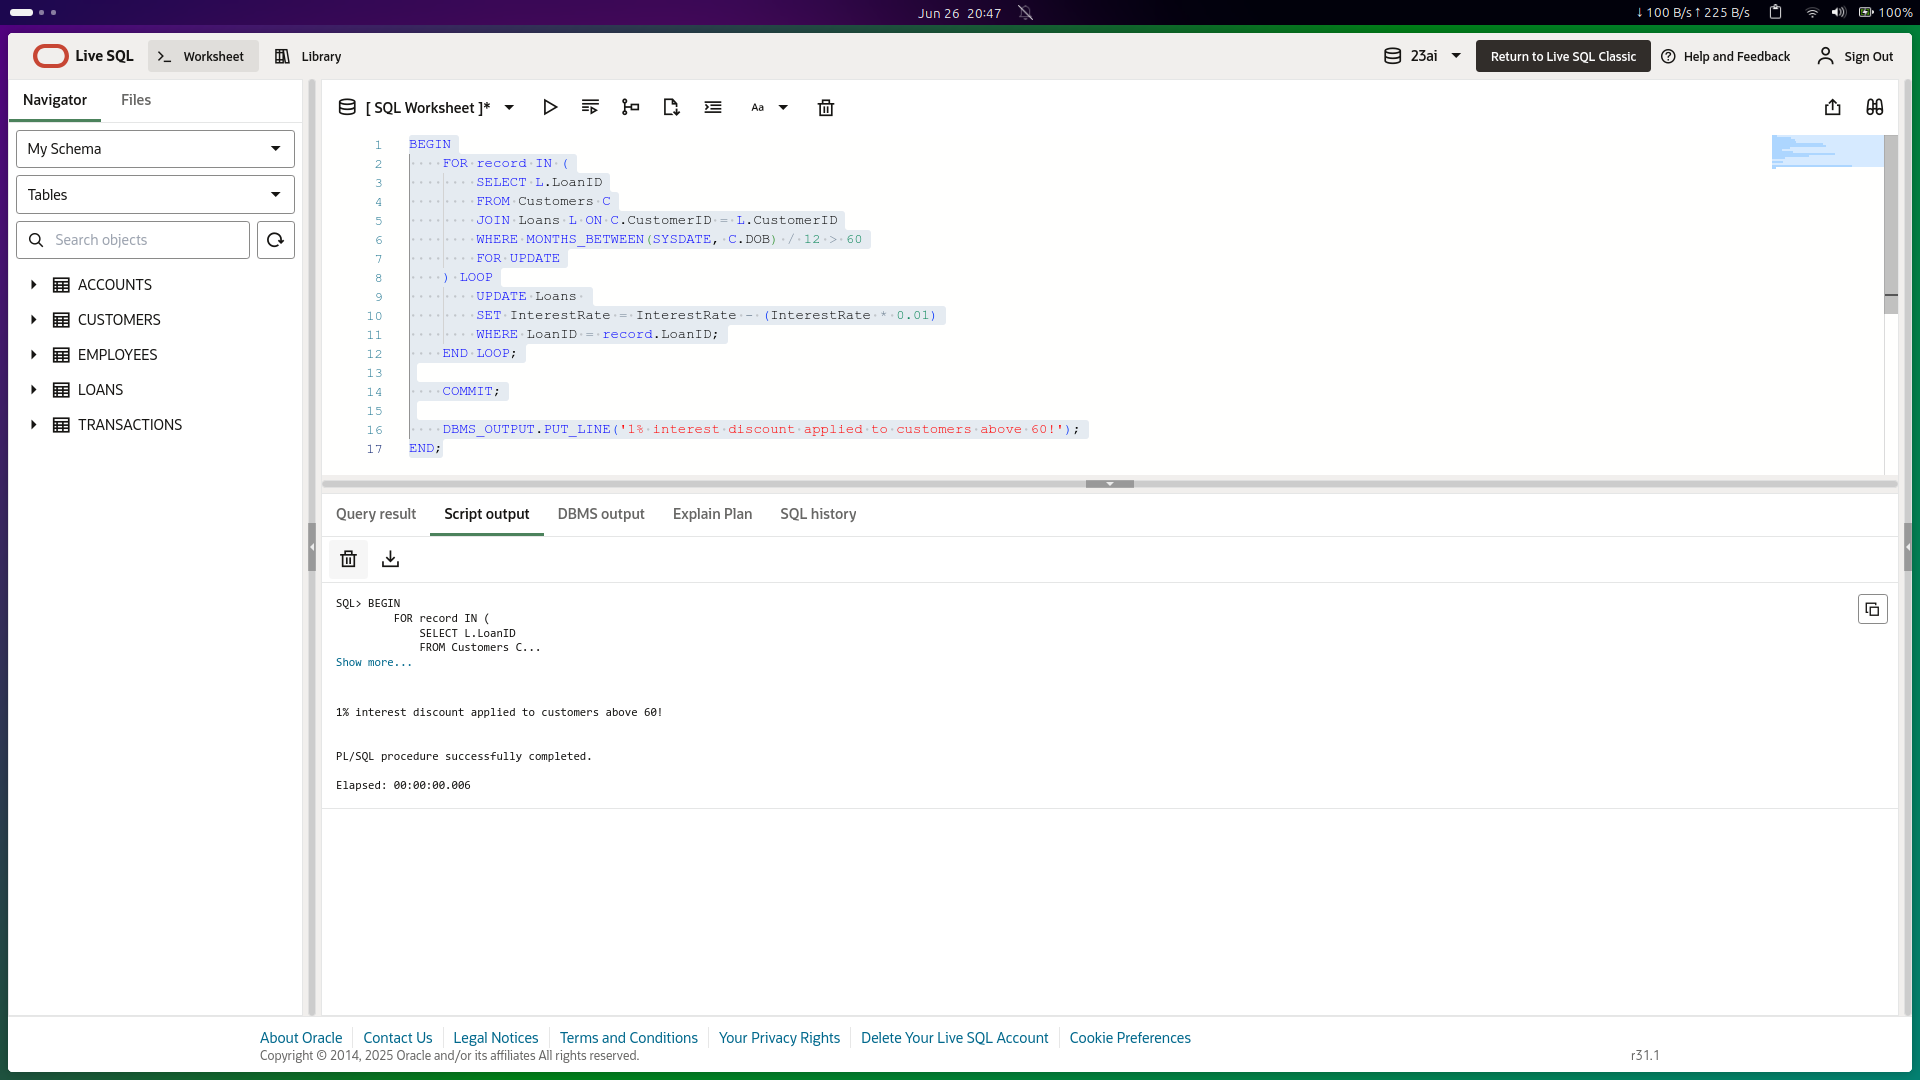 Jun 26 20:47
↓ 100 B/s ↑ 225 B/s
100%
Live SQL
Worksheet
Library
23ai
Return to Live SQL Classic
Help and Feedback
Sign Out
Navigator
Files
My Schema
Tables
Search objects
ACCOUNTS
CUSTOMERS
EMPLOYEES
LOANS
TRANSACTIONS
[ SQL Worksheet ]*
Aa
1 BEGIN
2     FOR record IN (
3         SELECT L.LoanID
4         FROM Customers C
5         JOIN Loans L ON C.CustomerID = L.CustomerID
6         WHERE MONTHS_BETWEEN(SYSDATE, C.DOB) / 12 > 60
7         FOR UPDATE
8     ) LOOP
9         UPDATE Loans
10         SET InterestRate = InterestRate - (InterestRate * 0.01)
11         WHERE LoanID = record.LoanID;
12     END LOOP;
13
14     COMMIT;
15
16     DBMS_OUTPUT.PUT_LINE('1% interest discount applied to customers above 60!');
17 END;
Query result
Script output
DBMS output
Explain Plan
SQL history
SQL> BEGIN
FOR record IN (
SELECT L.LoanID
FROM Customers C...
Show more...
1% interest discount applied to customers above 60!
PL/SQL procedure successfully completed.
Elapsed: 00:00:00.006
About Oracle
Contact Us
Legal Notices
Terms and Conditions
Your Privacy Rights
Delete Your Live SQL Account
Cookie Preferences
Copyright © 2014, 2025 Oracle and/or its affiliates All rights reserved.
r31.1